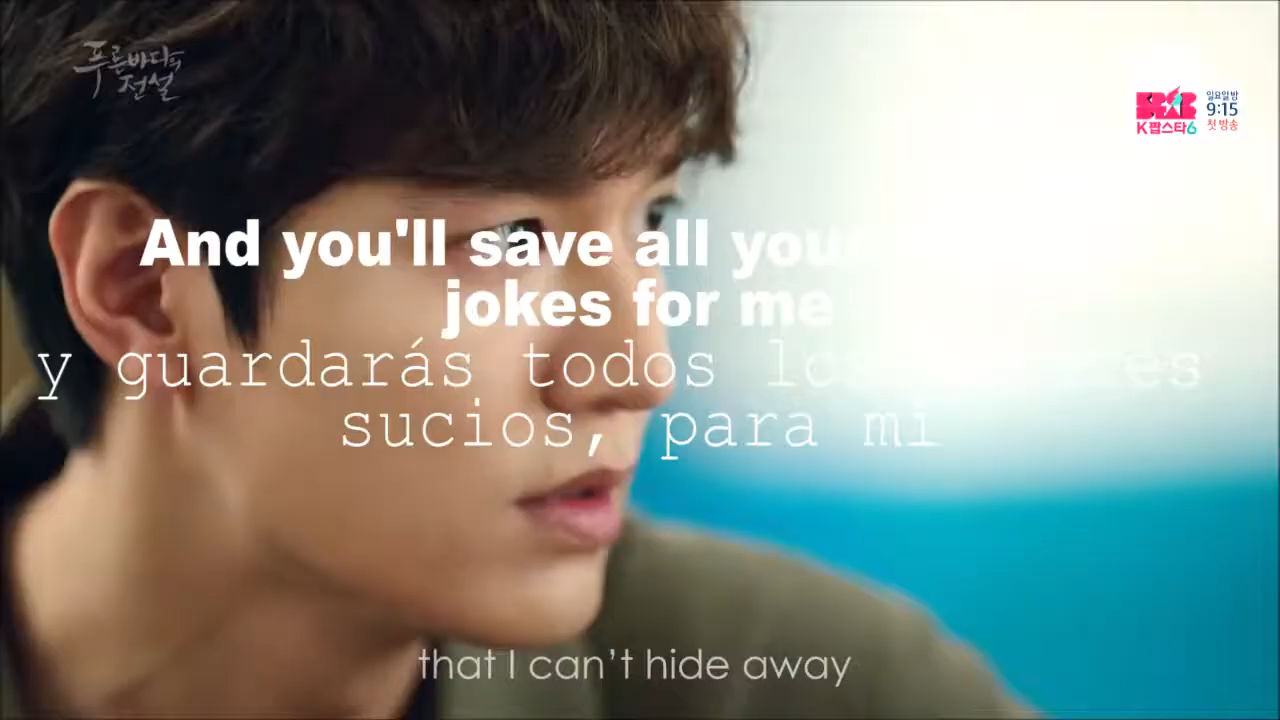 푸른바다의
전설
일요일 밤
K팝스타6
9:15
첫 방송
And you'll save all
jokes for me
y guardarás todos
sucios, para mi
that I can't hide away